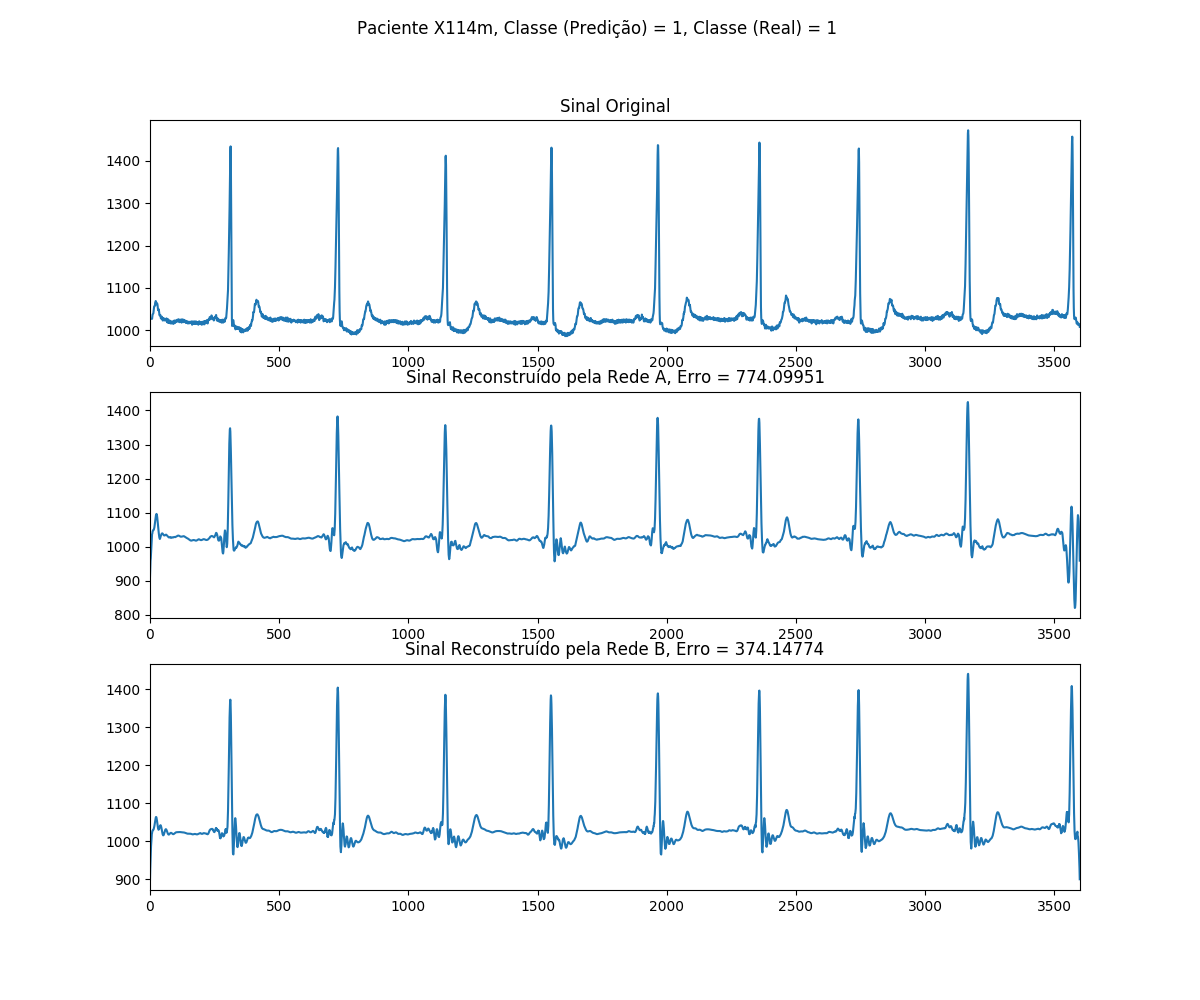 Paciente X114m, Classe (Predição) = 1, Classe (Real) = 1
Sinal Original
1400
1300
1200
1100
1000
0 500 1000 1500 2000 2500 3000 3500
Sinal Reconstruído pela Rede A, Erro = 774.09951
1400
1300
1200
1100
1000
900
800
0 500 1000 1500 2000 2500 3000 3500
Sinal Reconstruído pela Rede B, Erro = 374.14774
1400
1300
1200
1100
1000
900
0 500 1000 1500 2000 2500 3000 3500